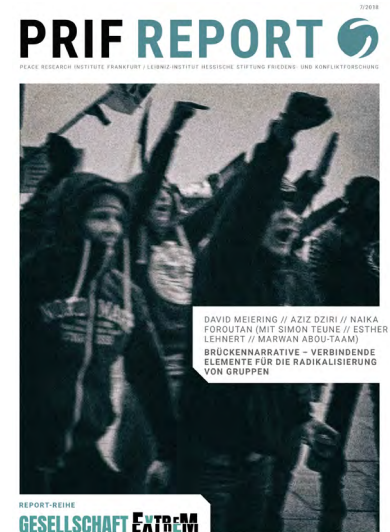 7/2018
PRIF REPORT
PEACE RESEARCH INSTITUTE FRANKFURT / LEIBNIZ-INSTITUT HESSISCHE STIFTUNG FRIEDENS- UND KONFLIKTFORSCHUNG
DAVID MEIERING // AZIZ DZIRI // NAIKA
FOROUTAN (MIT SIMON TEUNE // ESTHER
LEHNERT // MARWAN ABOU-TAAM)
BRÜCKENNARRATIVE – VERBINDENDE
ELEMENTE FÜR DIE RADIKALISIERUNG
VON GRUPPEN
REPORT-REIHE
GESELLSCHAFT EXTREM